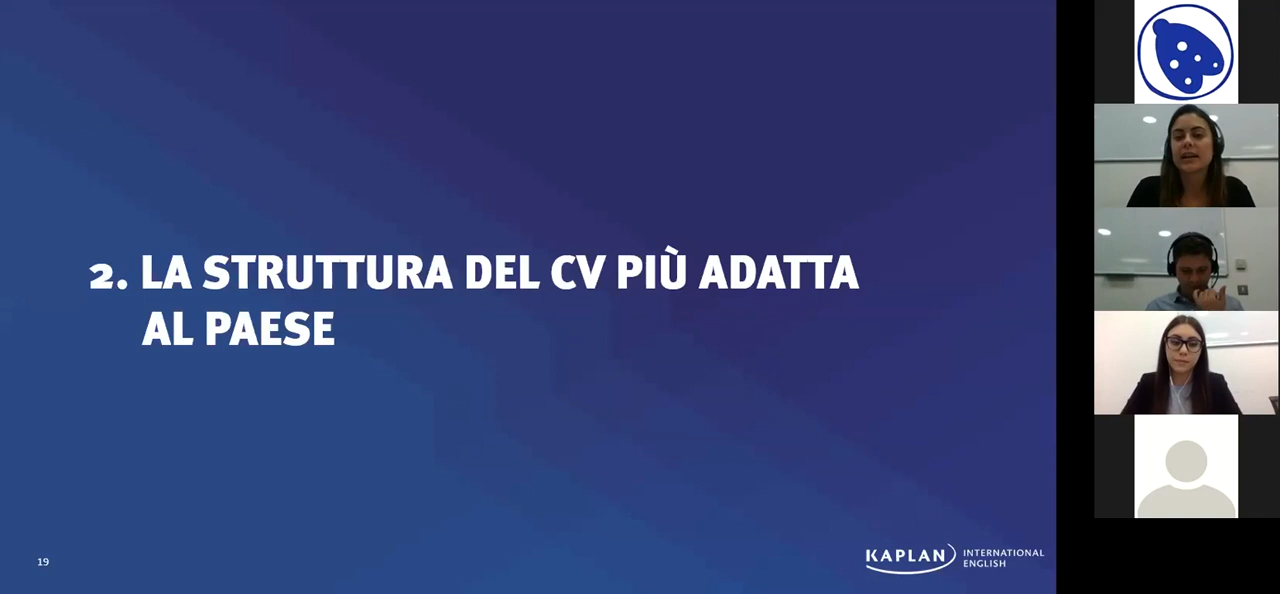 2. LA STRUTTURA DEL CV PIÙ ADATTA
AL PAESE
19
KAPLAN
INTERNATIONAL
ENGLISH